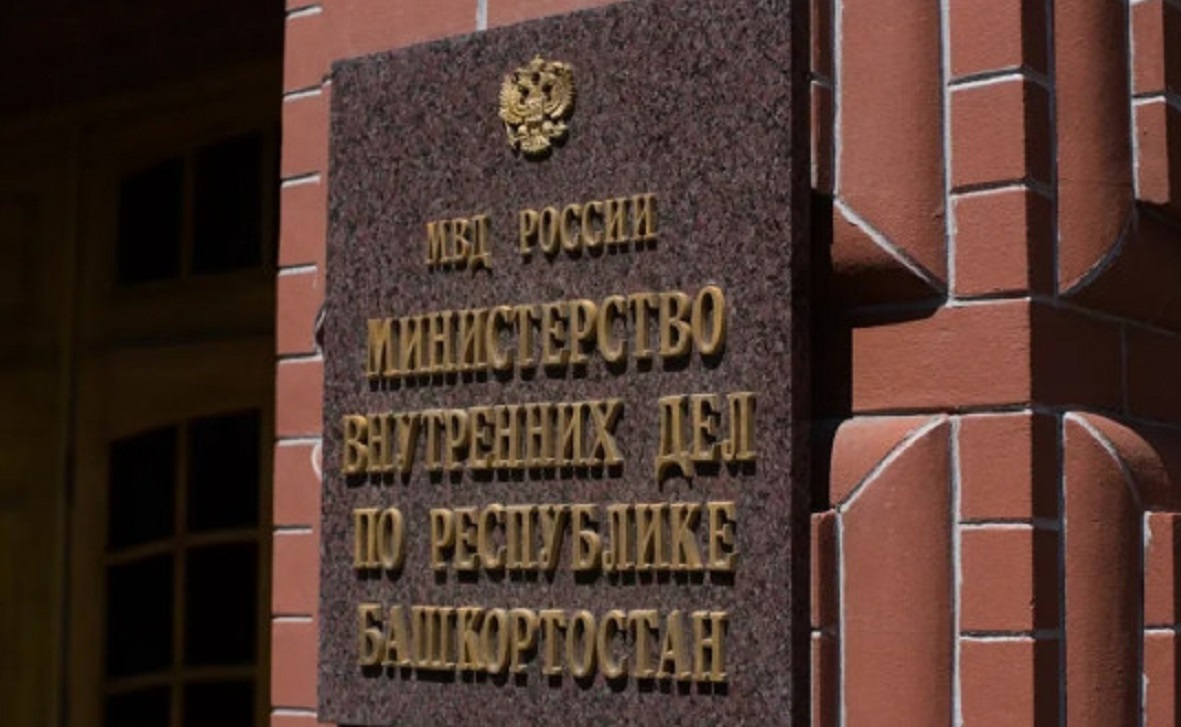 МВД РОССИИ
МИНИСТЕРСТВО
ВНУТРЕННИХ ДЕЛ
ПО РЕСПУБЛИКЕ
БАШКОРТОСТАН